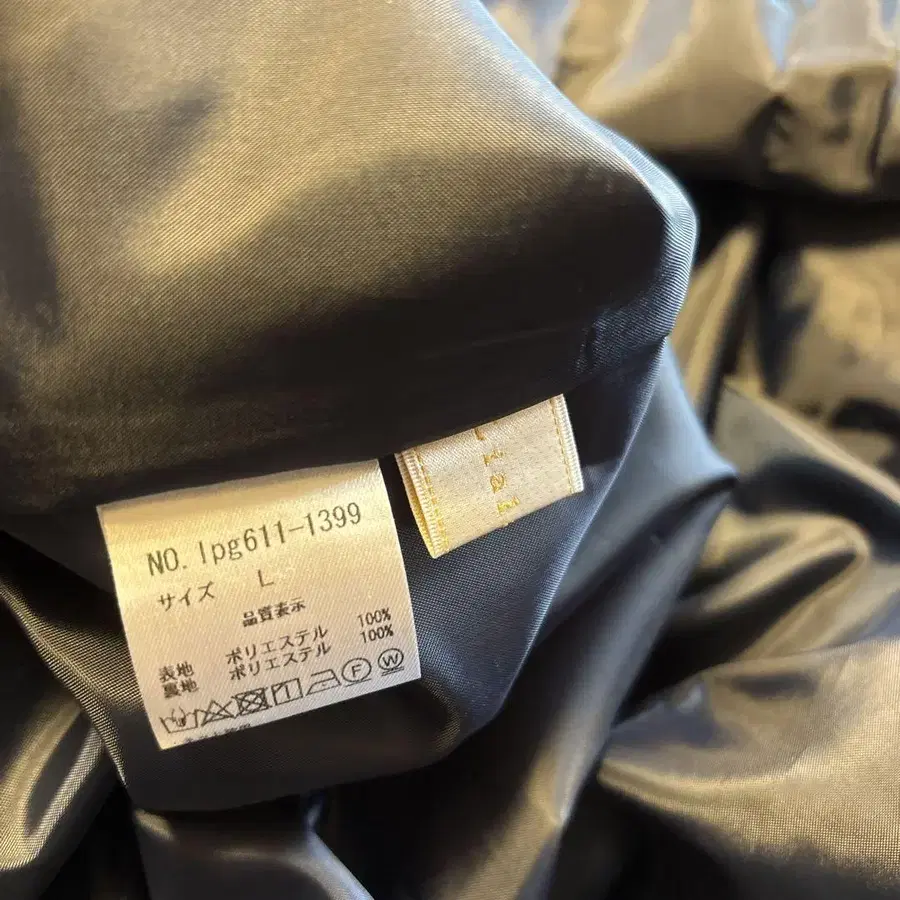 NO. lpg611-1399
サイズ L
品質表示
表地 ポリエステル 100%
裏地 ポリエステル 100%
F W